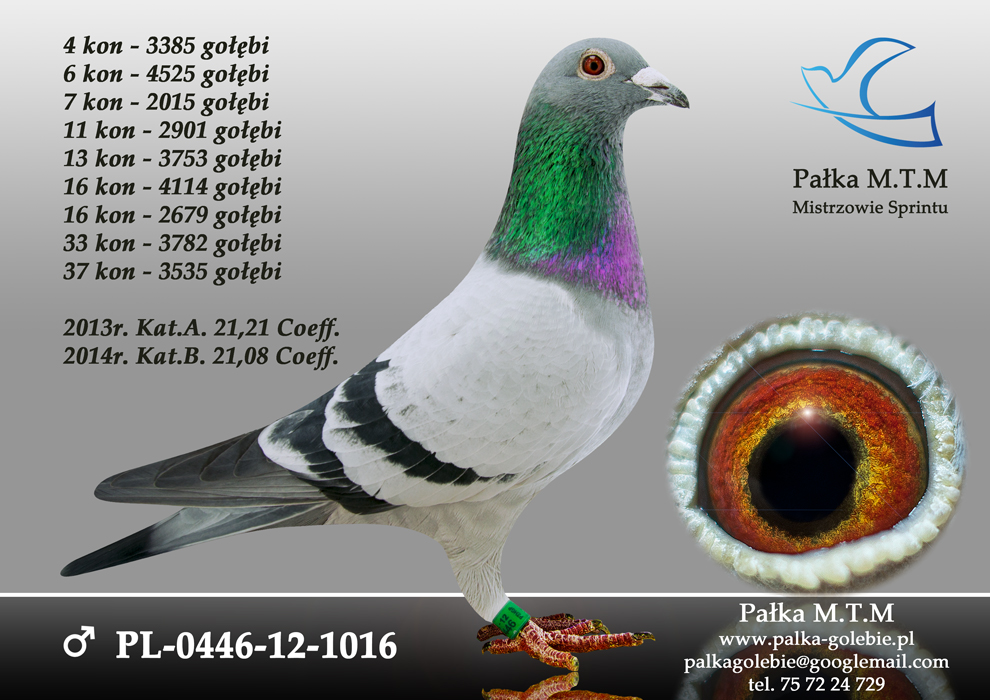 4 kon - 3385 gołębi
6 kon - 4525 gołębi
7 kon - 2015 gołębi
11 kon - 2901 gołębi
13 kon - 3753 gołębi
16 kon - 4114 gołębi
16 kon - 2679 gołębi
33 kon - 3782 gołębi
37 kon - 3535 gołębi
2013r. Kat.A. 21,21 Coeff.
2014r. Kat.B. 21,08 Coeff.
Pałka M.T.M
Mistrzowie Sprintu
♂ PL-0446-12-1016
Pałka M.T.M
www.palka-golebie.pl
palkagolebie@googlemail.com
tel. 75 72 24 729